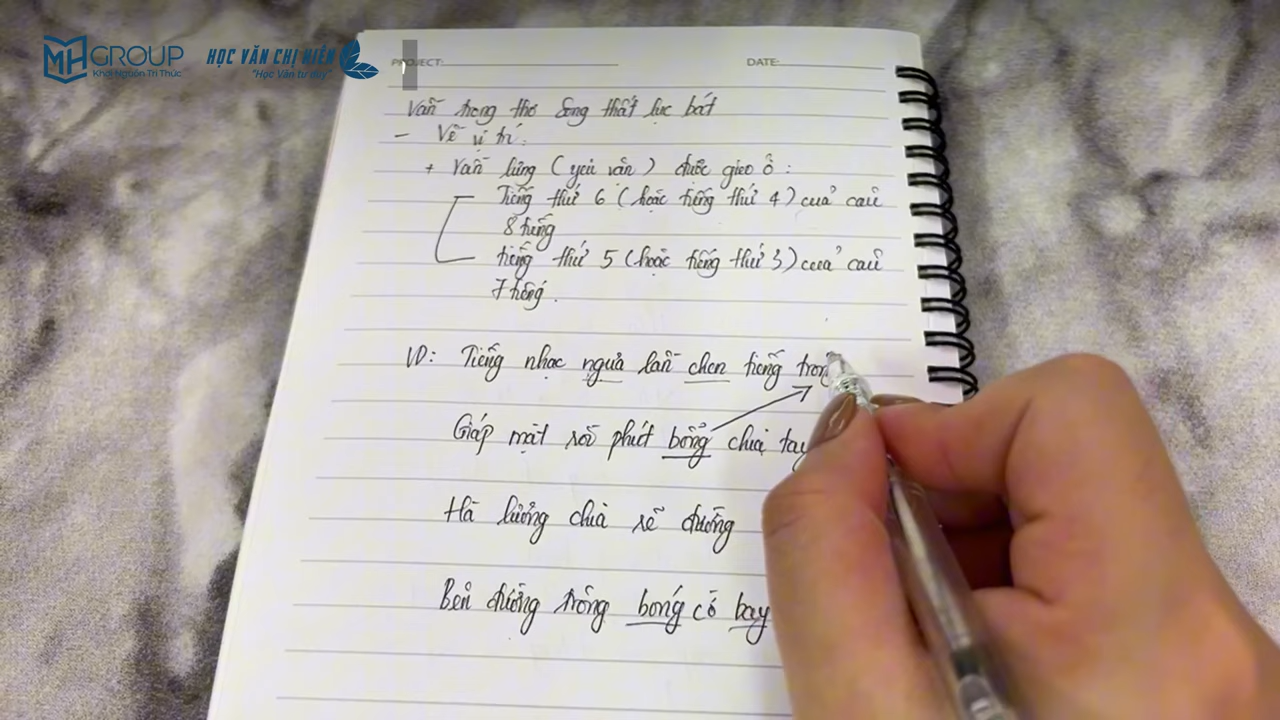 MH GROUP
Khơi Nguồn Tri Thức
HỌC VĂN CHỊ HIÊN
"Học Văn tư duy"
PROJECT:
DATE:
Vần trong thơ song thất lục bát
- Về vị trí:
+ Vần lưng (yêu vần) được gieo ở:
Tiếng thứ 6 (hoặc tiếng thứ 4) của câu
8 tiếng
tiếng thứ 5 (hoặc tiếng thứ 3) của câu
7 tiếng.
VD: Tiếng nhạc ngựa lần chen tiếng trống
Giáp mặt rồi phút bỗng chia tay
Hà lương chia rẽ đường
Bên đường trông bóng cờ bay